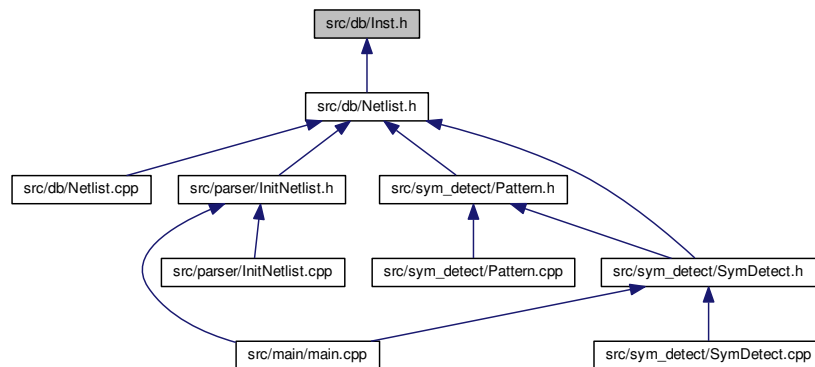 src/db/Inst.h
src/db/Netlist.h
src/db/Netlist.cpp
src/parser/InitNetlist.h
src/sym_detect/Pattern.h
src/parser/InitNetlist.cpp
src/sym_detect/Pattern.cpp
src/sym_detect/SymDetect.h
src/main/main.cpp
src/sym_detect/SymDetect.cpp